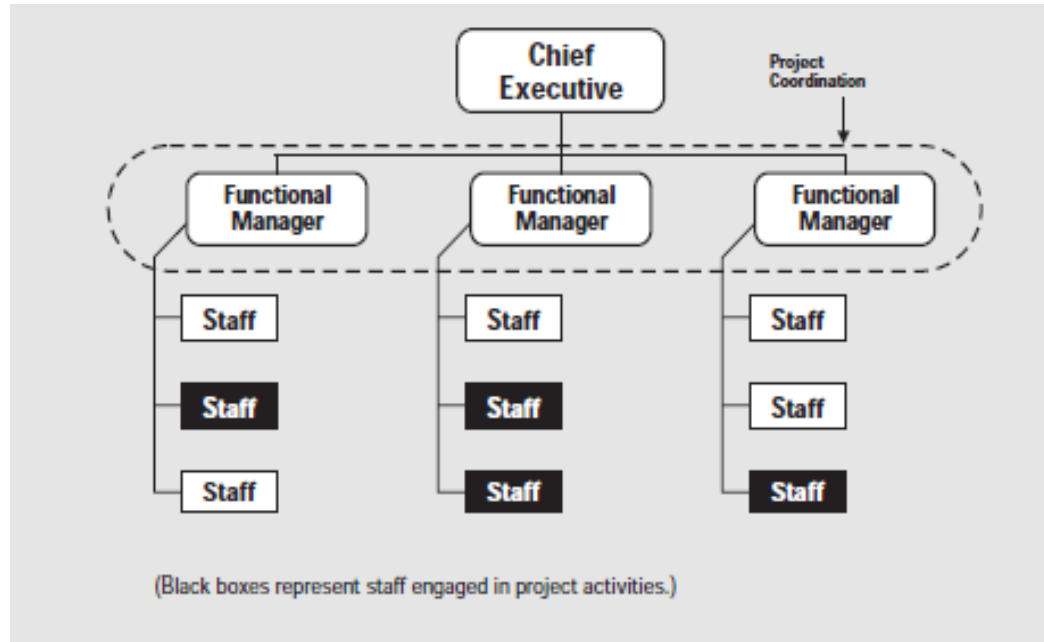 Chief
Executive
Project
Coordination
Functional
Manager
Functional
Manager
Functional
Manager
Staff
Staff
Staff
Staff
Staff
Staff
Staff
Staff
Staff
(Black boxes represent staff engaged in project activities.)